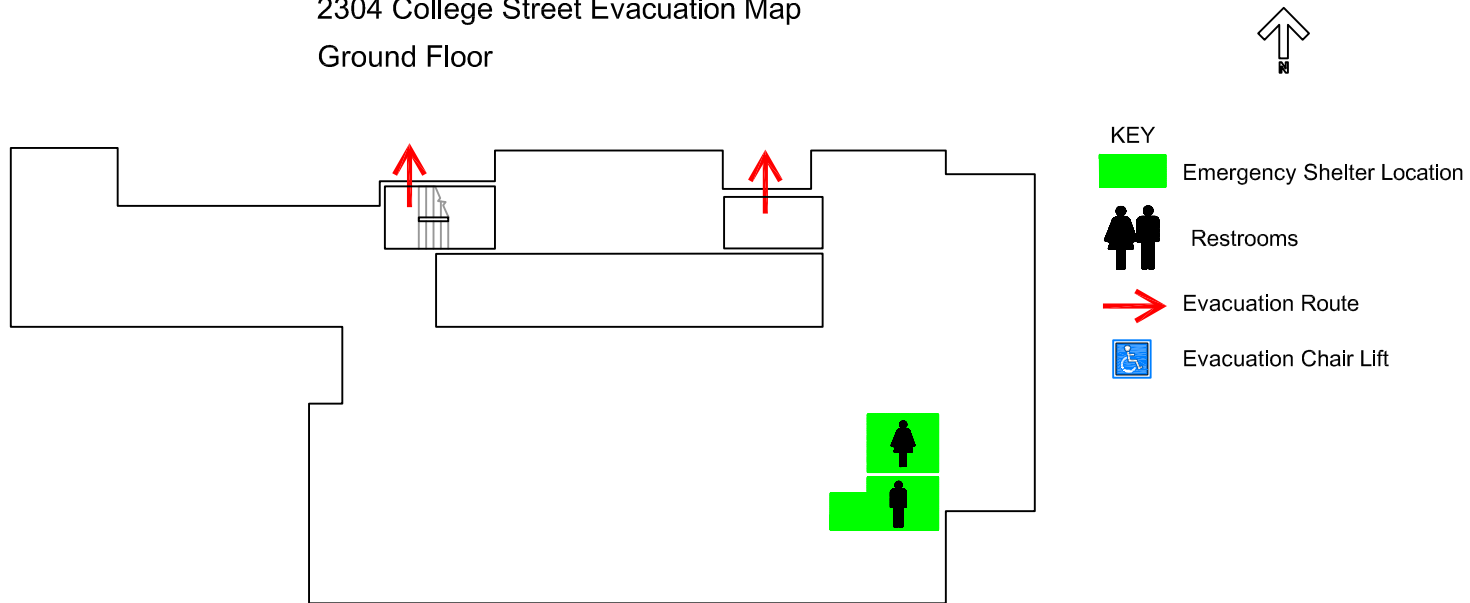 2304 College Street Evacuation Map
Ground Floor
N
KEY
Emergency Shelter Location
Restrooms
Evacuation Route
Evacuation Chair Lift